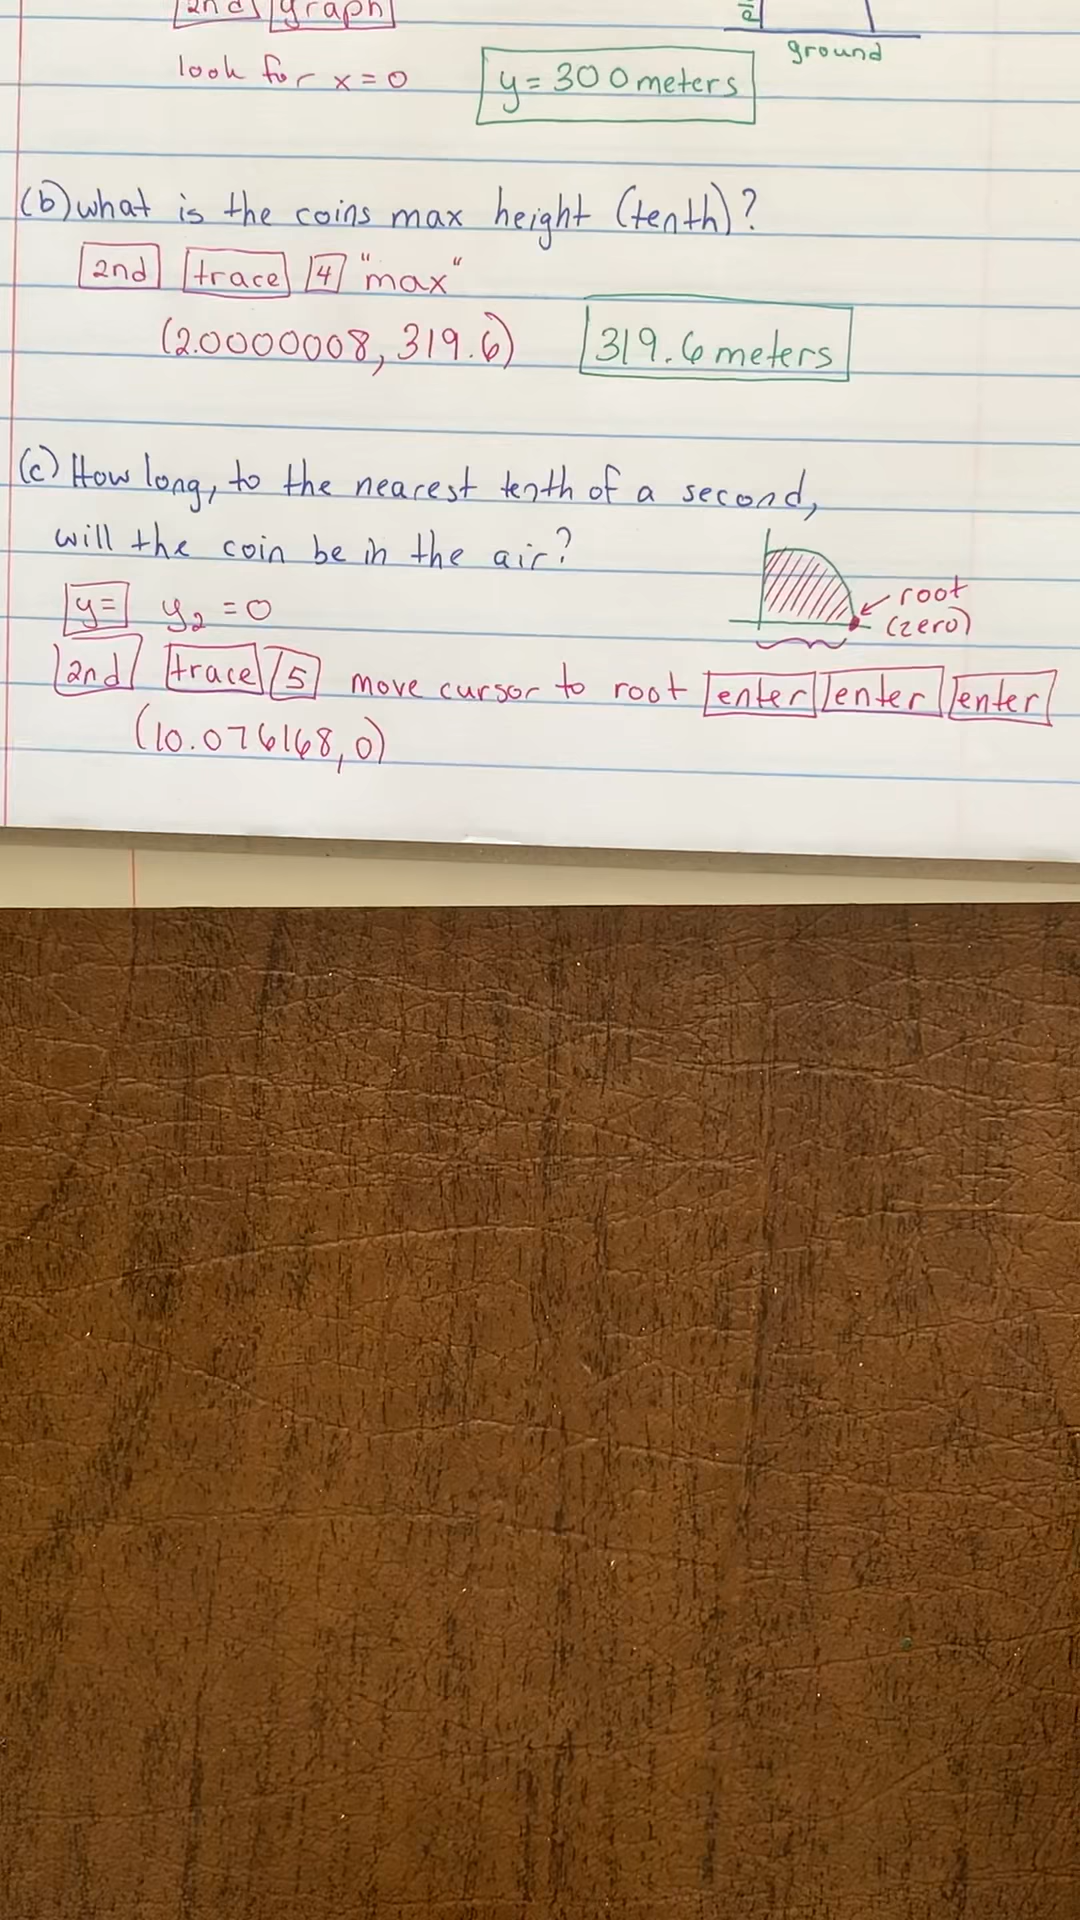 2nd graph
ground
look for x = 0
y = 300 meters
(b) what is the coins max height (tenth)?
2nd trace 4 "max"
(2.0000008, 319.6)
319.6 meters
(c) How long, to the nearest tenth of a second,
will the coin be in the air?
root
(zero)
y= y₂ = 0
2nd trace 5 move cursor to root enter enter enter
(10.076168, 0)